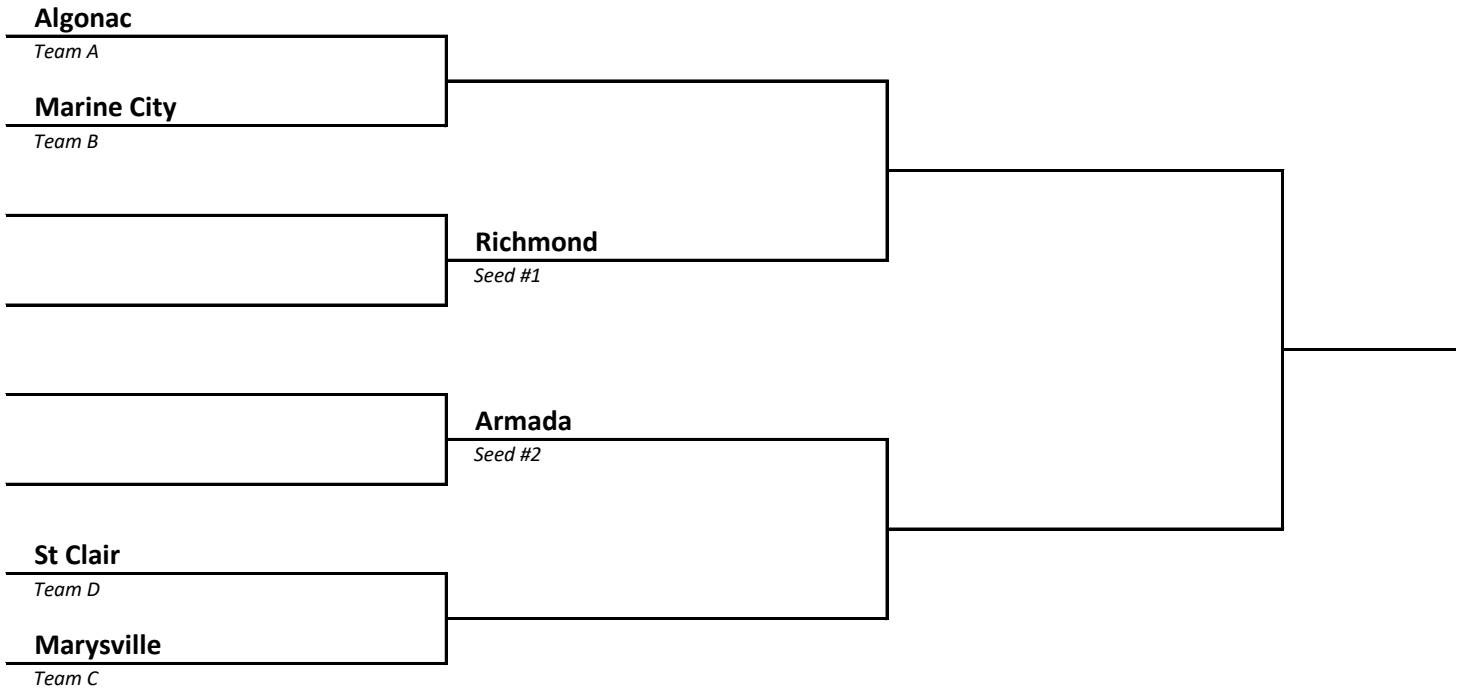 Algonac
Team A
Marine City
Team B
Richmond
Seed #1
Armada
Seed #2
St Clair
Team D
Marysville
Team C